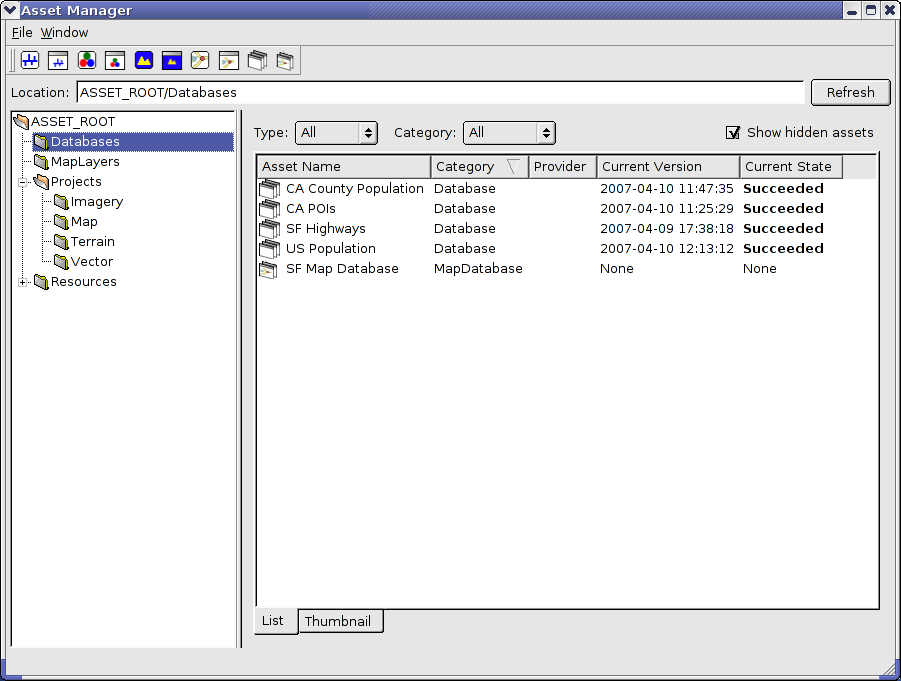 Asset Manager
File Window
Location: ASSET_ROOT/Databases Refresh
ASSET_ROOT
Databases
MapLayers
Projects
Imagery
Map
Terrain
Vector
Resources
Type: All Category: All Show hidden assets
Asset Name Category Provider Current Version Current State
CA County Population Database 2007-04-10 11:47:35 Succeeded
CA POIs Database 2007-04-10 11:25:29 Succeeded
SF Highways Database 2007-04-09 17:38:18 Succeeded
US Population Database 2007-04-10 12:13:12 Succeeded
SF Map Database MapDatabase None None
List Thumbnail